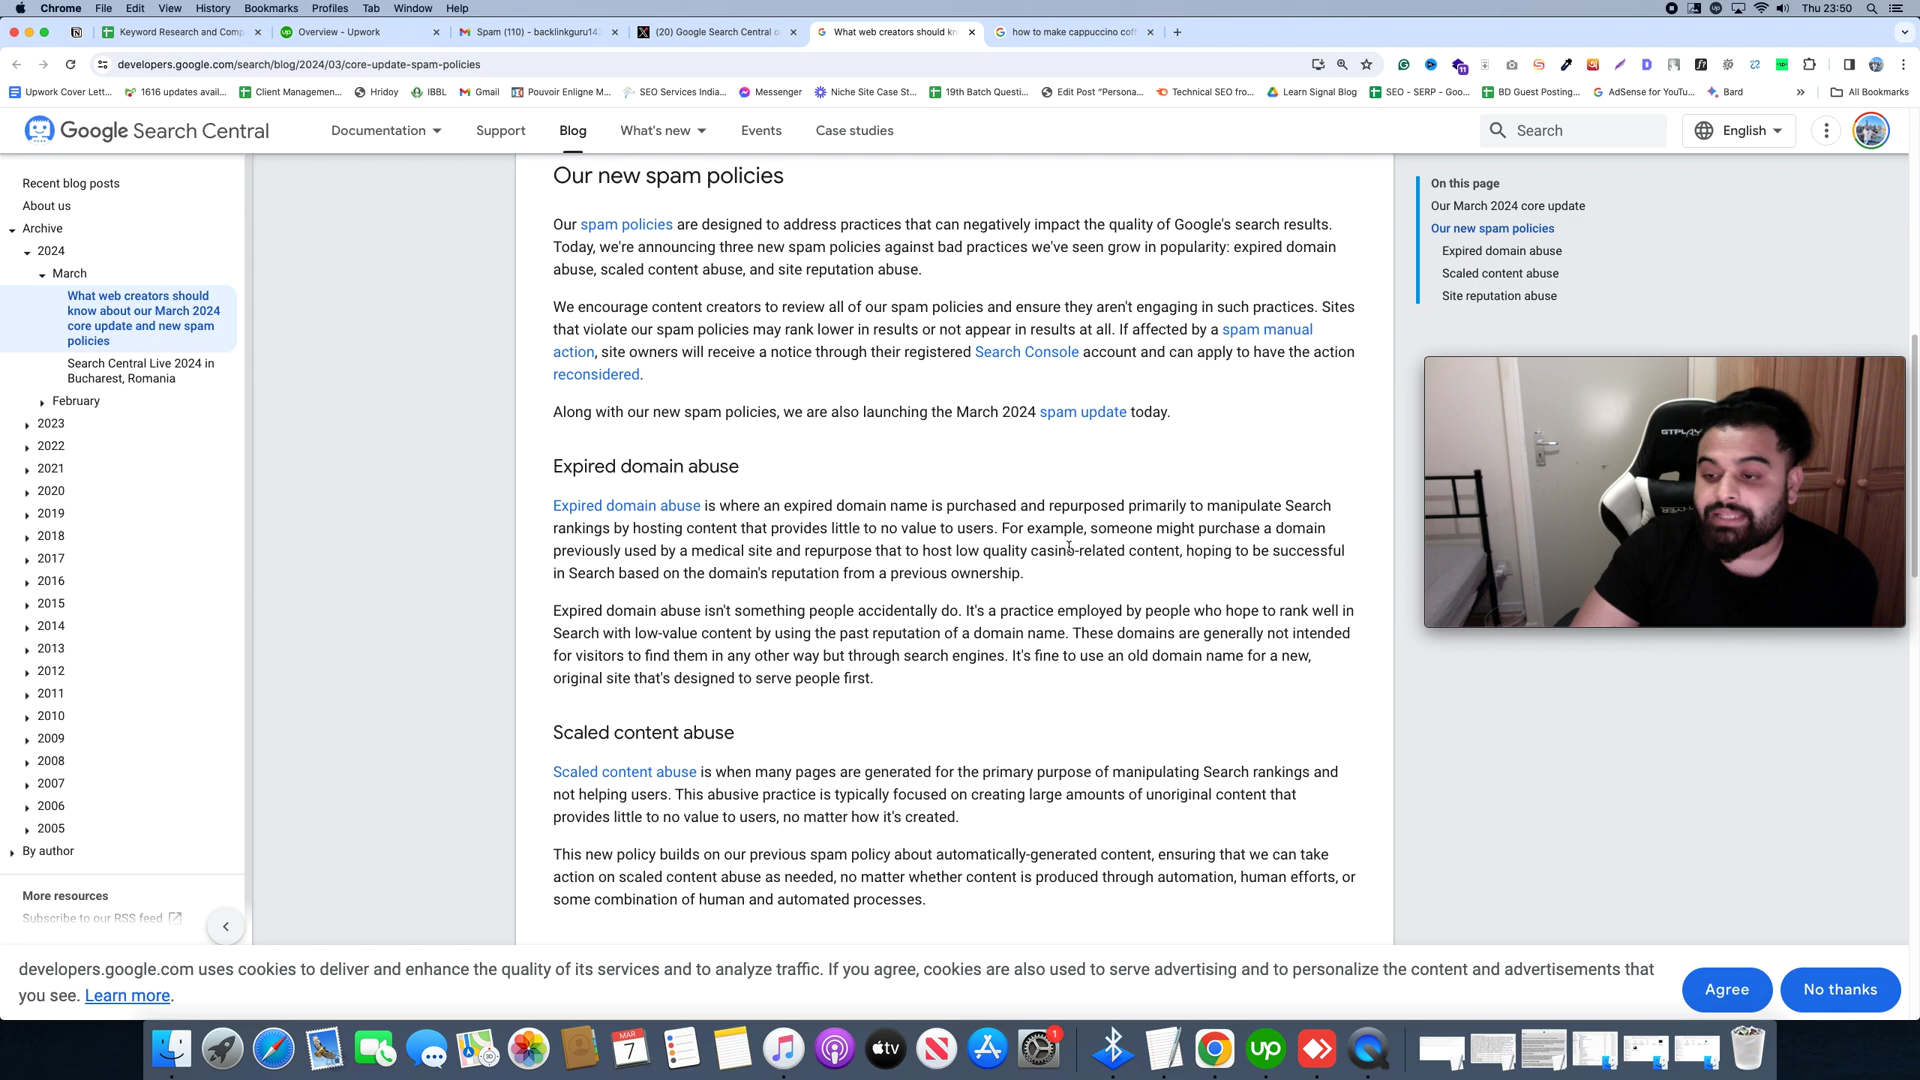 Chrome File Edit View History Bookmarks Profiles Tab Window Help
Thu 23:50
Keyword Research and Comp
Overview - Upwork
Spam (110) - backlinkguru14
(20) Google Search Central o
What web creators should kn
how to make cappuccino cof
developers.google.com/search/blog/2024/03/core-update-spam-policies
Upwork Cover Lett...
1616 updates avail...
Client Managemen...
Hridoy
IBBL
Gmail
Pouvoir Enligne M...
SEO Services India...
Messenger
Niche Site Case St...
19th Batch Questi...
Edit Post “Persona...
Technical SEO fro...
Learn Signal Blog
SEO - SERP - Goo...
BD Guest Posting...
AdSense for YouTu...
Bard
All Bookmarks
Google Search Central
Documentation
Support
Blog
What's new
Events
Case studies
Search
English
Recent blog posts
About us
Archive
2024
March
What web creators should
know about our March 2024
core update and new spam
policies
Search Central Live 2024 in
Bucharest, Romania
February
2023
2022
2021
2020
2019
2018
2017
2016
2015
2014
2013
2012
2011
2010
2009
2008
2007
2006
2005
By author
More resources
Subscribe to our RSS feed
Our new spam policies
Our spam policies are designed to address practices that can negatively impact the quality of Google's search results.
Today, we're announcing three new spam policies against bad practices we've seen grow in popularity: expired domain
abuse, scaled content abuse, and site reputation abuse.
We encourage content creators to review all of our spam policies and ensure they aren't engaging in such practices. Sites
that violate our spam policies may rank lower in results or not appear in results at all. If affected by a spam manual
action, site owners will receive a notice through their registered Search Console account and can apply to have the action
reconsidered.
Along with our new spam policies, we are also launching the March 2024 spam update today.
Expired domain abuse
Expired domain abuse is where an expired domain name is purchased and repurposed primarily to manipulate Search
rankings by hosting content that provides little to no value to users. For example, someone might purchase a domain
previously used by a medical site and repurpose that to host low quality casino-related content, hoping to be successful
in Search based on the domain's reputation from a previous ownership.
Expired domain abuse isn't something people accidentally do. It's a practice employed by people who hope to rank well in
Search with low-value content by using the past reputation of a domain name. These domains are generally not intended
for visitors to find them in any other way but through search engines. It's fine to use an old domain name for a new,
original site that's designed to serve people first.
Scaled content abuse
Scaled content abuse is when many pages are generated for the primary purpose of manipulating Search rankings and
not helping users. This abusive practice is typically focused on creating large amounts of unoriginal content that
provides little to no value to users, no matter how it's created.
This new policy builds on our previous spam policy about automatically-generated content, ensuring that we can take
action on scaled content abuse as needed, no matter whether content is produced through automation, human efforts, or
some combination of human and automated processes.
On this page
Our March 2024 core update
Our new spam policies
Expired domain abuse
Scaled content abuse
Site reputation abuse
GTPLAYER
developers.google.com uses cookies to deliver and enhance the quality of its services and to analyze traffic. If you agree, cookies are also used to serve advertising and to personalize the content and advertisements that
you see. Learn more.
Agree
No thanks
MAR
7
tv
1